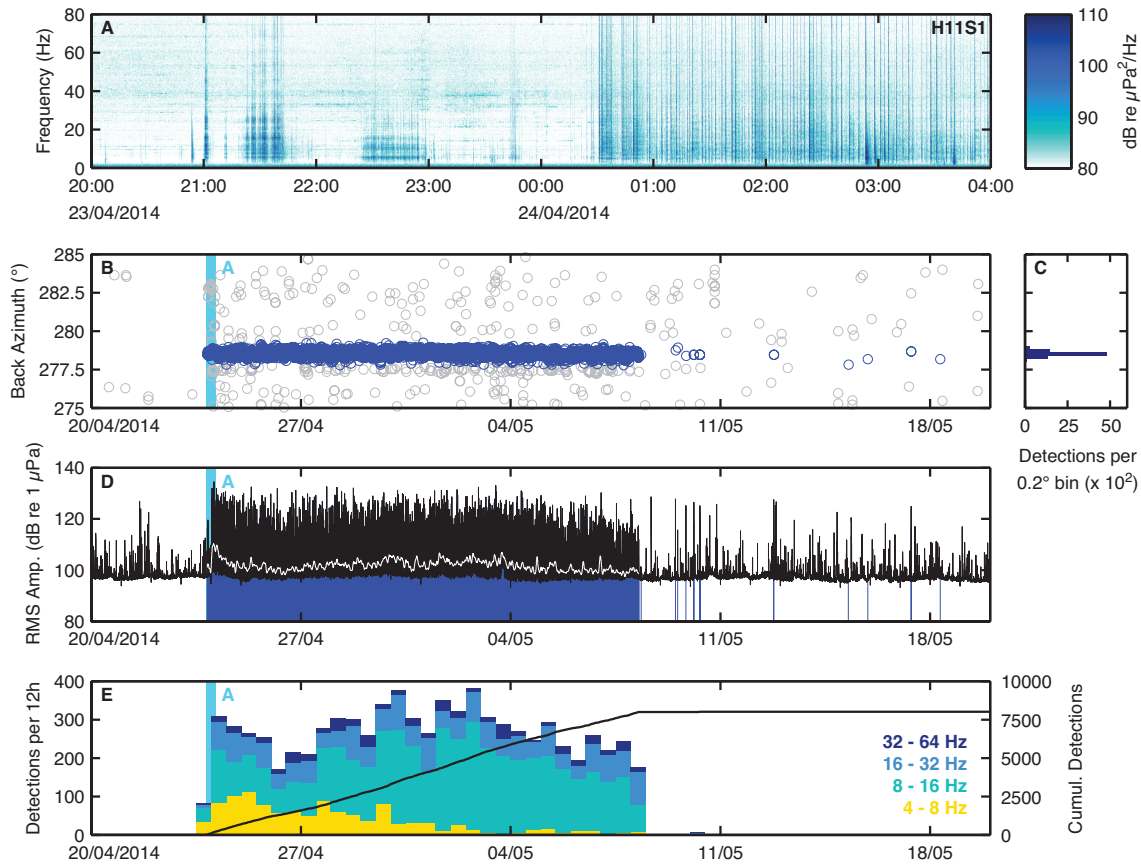 A
H11S1
Frequency (Hz)
80
60
40
20
0
20:00 21:00 22:00 23:00 00:00 01:00 02:00 03:00 04:00
23/04/2014 24/04/2014
110
100
90
80
dB re µPa²/Hz
B
A
Back Azimuth (°)
285
282.5
280
277.5
275
20/04/2014 27/04 04/05 11/05 18/05
C
0 25 50
Detections per
0.2° bin (x 10²)
D
A
RMS Amp. (dB re 1 µPa)
140
120
100
80
20/04/2014 27/04 04/05 11/05 18/05
E
A
Detections per 12h
400
300
200
100
0
32 - 64 Hz
16 - 32 Hz
8 - 16 Hz
4 - 8 Hz
10000
7500
5000
2500
0
Cumul. Detections
20/04/2014 27/04 04/05 11/05 18/05